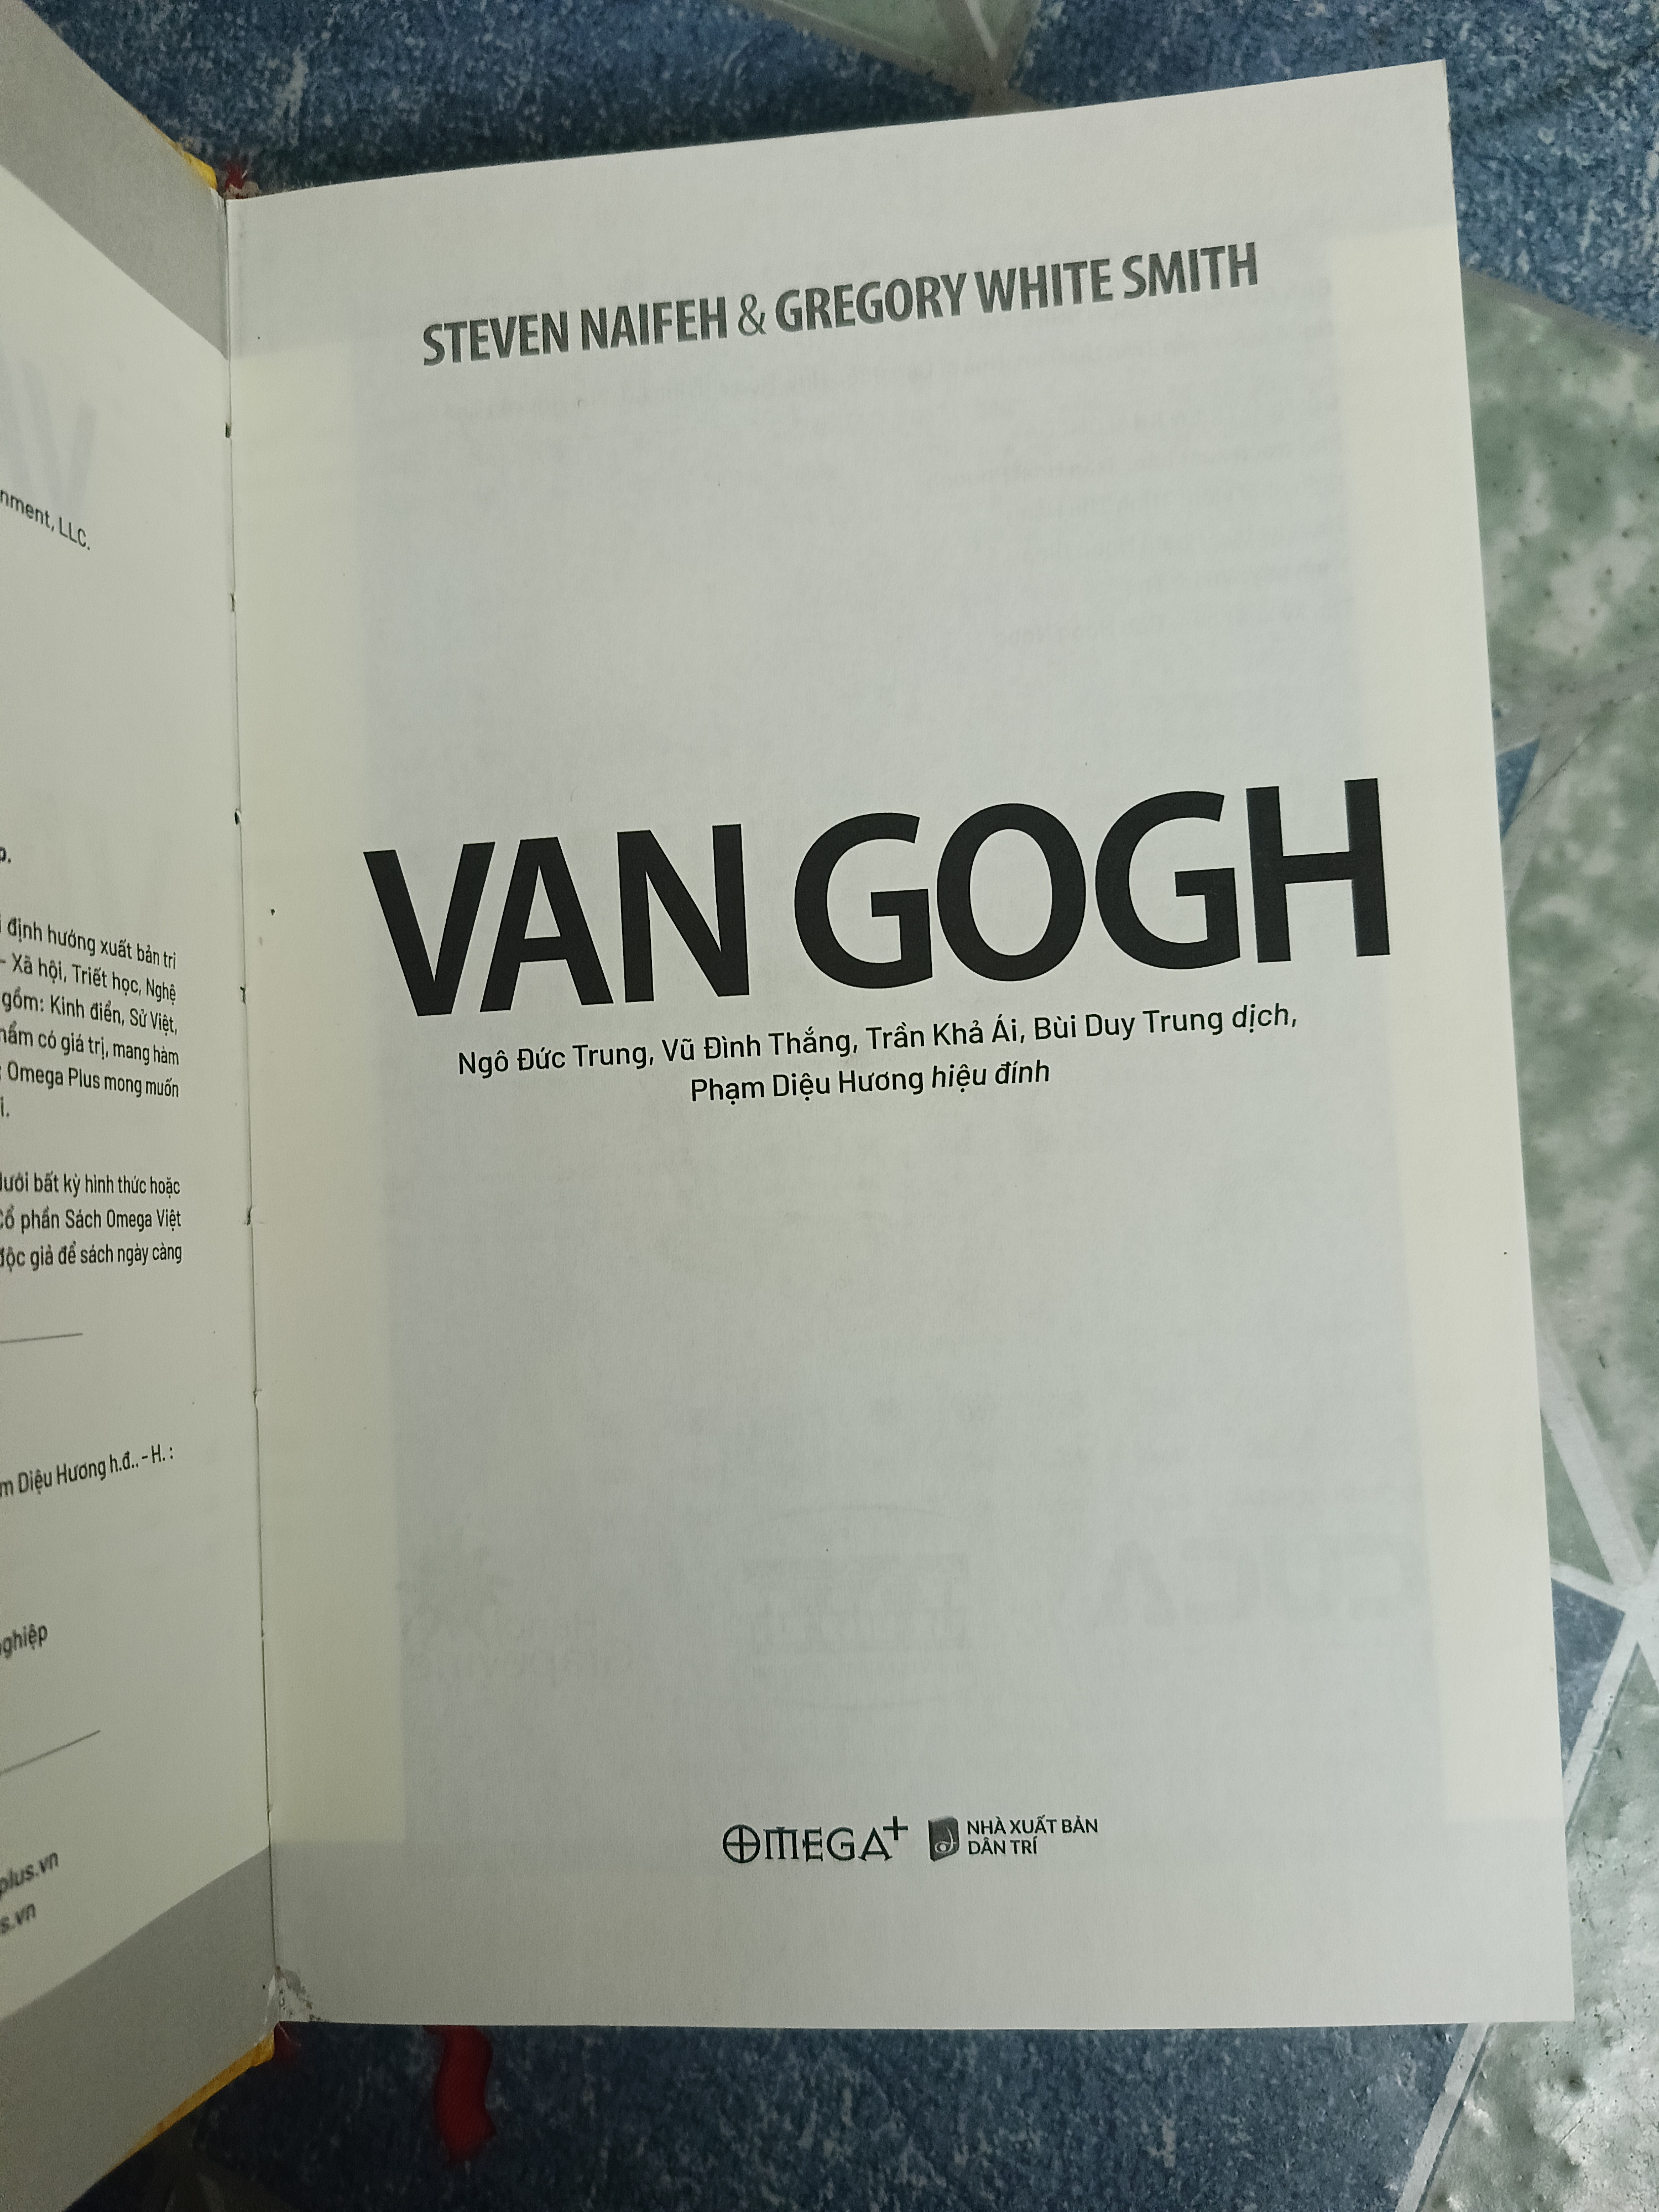 nment, LLC.
định hướng xuất bản tri
- Xã hội, Triết học, Nghệ
gồm: Kinh điển, Sử Việt,
có giá trị, mang hàm
Omega Plus mong muốn
bất kỳ hình thức hoặc
Cổ phần Sách Omega Việt
độc giả để sách ngày càng
m Diệu Hương h.đ.. - H. :
nghiệp
plus.vn
s.vn
STEVEN NAIFEH & GREGORY WHITE SMITH
VAN GOGH
Ngô Đức Trung, Vũ Đình Thắng, Trần Khả Ái, Bùi Duy Trung dịch,
Phạm Diệu Hương hiệu đính
OMEGA+ NHÀ XUẤT BẢN
DÂN TRÍ